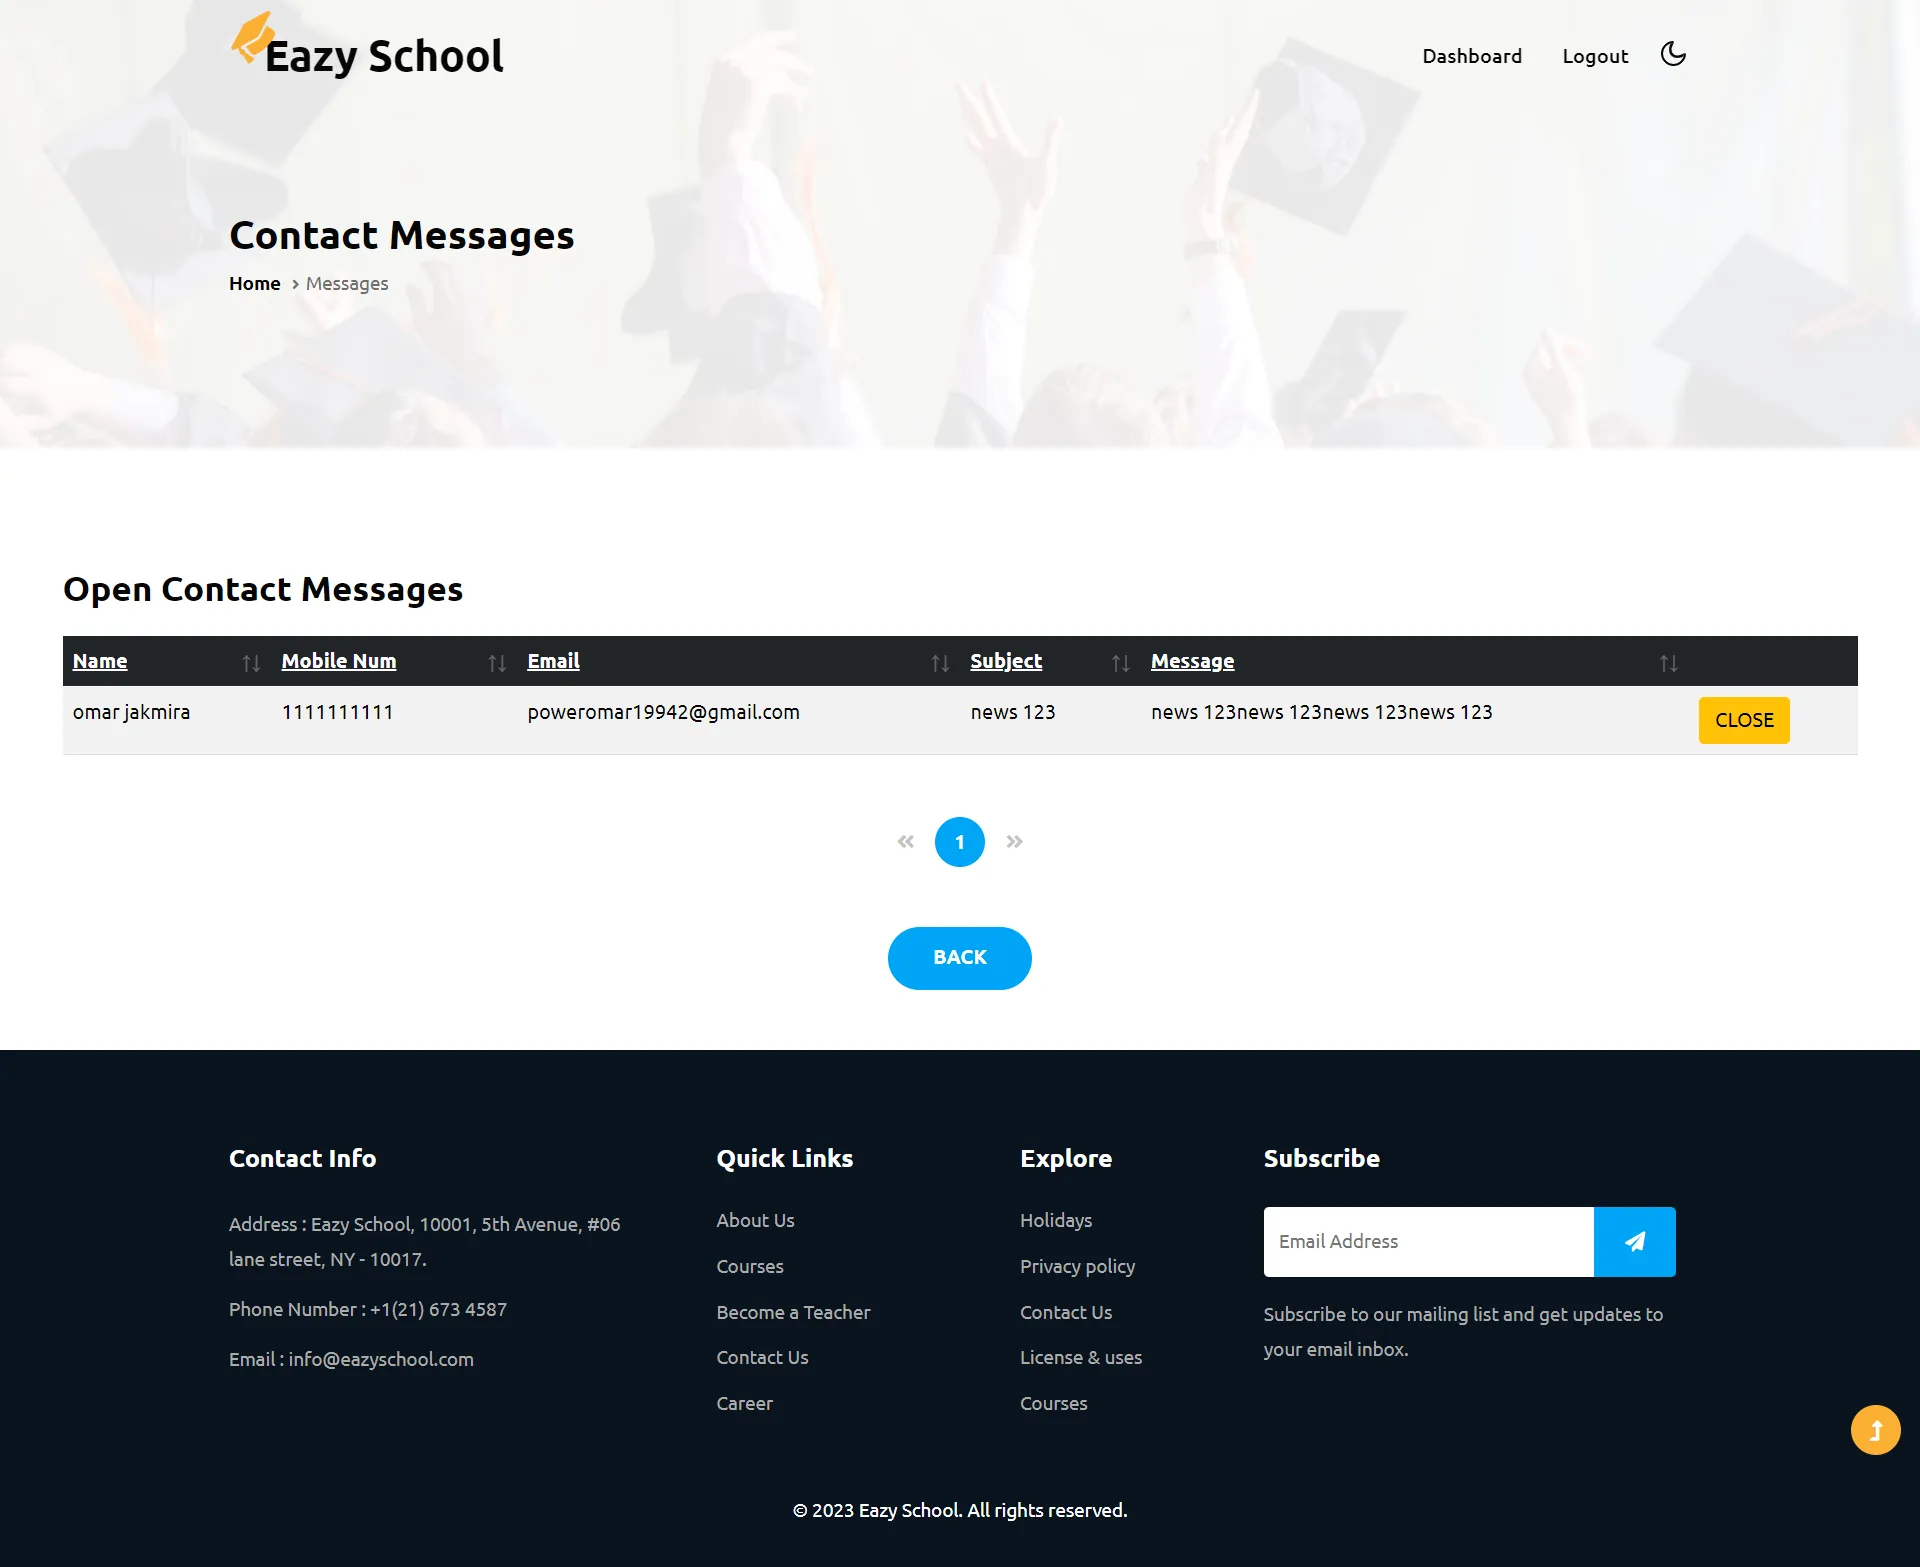 Eazy School
Dashboard Logout
Contact Messages
Home Messages
Open Contact Messages
Name Mobile Num Email Subject Message
omar jakmira 1111111111 poweromar19942@gmail.com news 123 news 123news 123news 123news 123 CLOSE
« 1 »
BACK
Contact Info
Address : Eazy School, 10001, 5th Avenue, #06
lane street, NY - 10017.
Phone Number : +1(21) 673 4587
Email : info@eazyschool.com
Quick Links
About Us
Courses
Become a Teacher
Contact Us
Career
Explore
Holidays
Privacy policy
Contact Us
License & uses
Courses
Subscribe
Email Address
Subscribe to our mailing list and get updates to
your email inbox.
© 2023 Eazy School. All rights reserved.